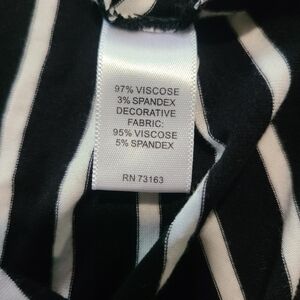 97% VISCOSE
3% SPANDEX
DECORATIVE
FABRIC:
95% VISCOSE
5% SPANDEX
RN 73163